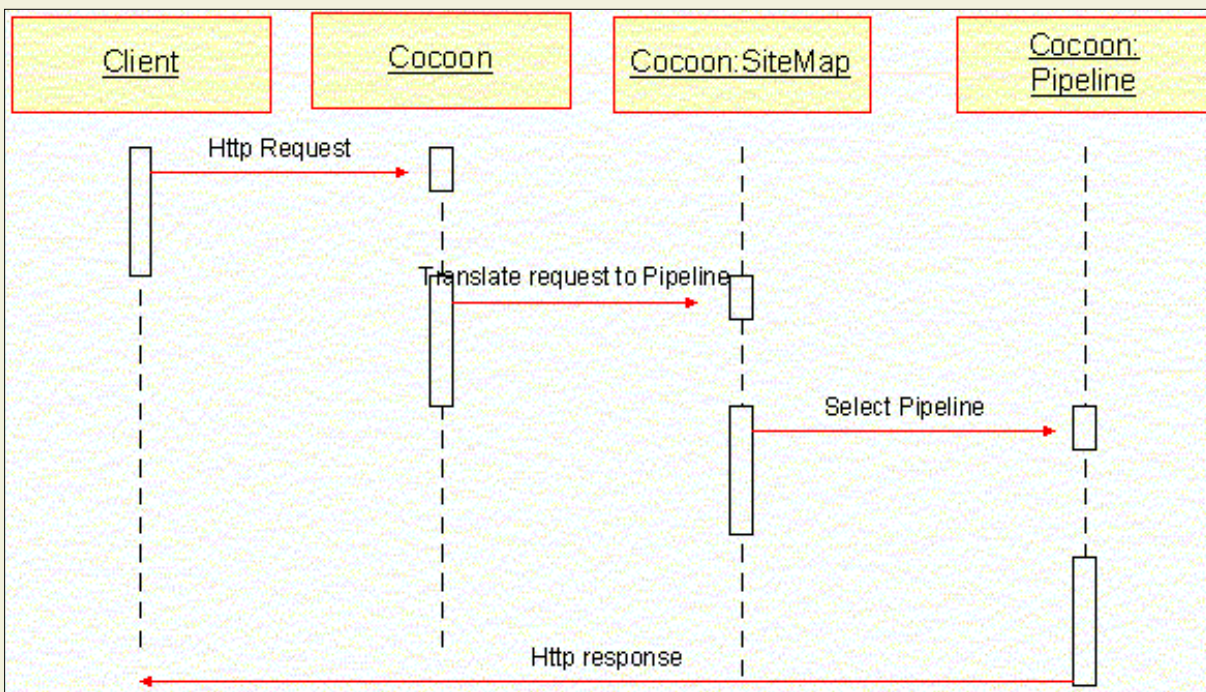 Client
Cocoon
Cocoon:SiteMap
Cocoon:
Pipeline
Http Request
Translate request to Pipeline
Select Pipeline
Http response